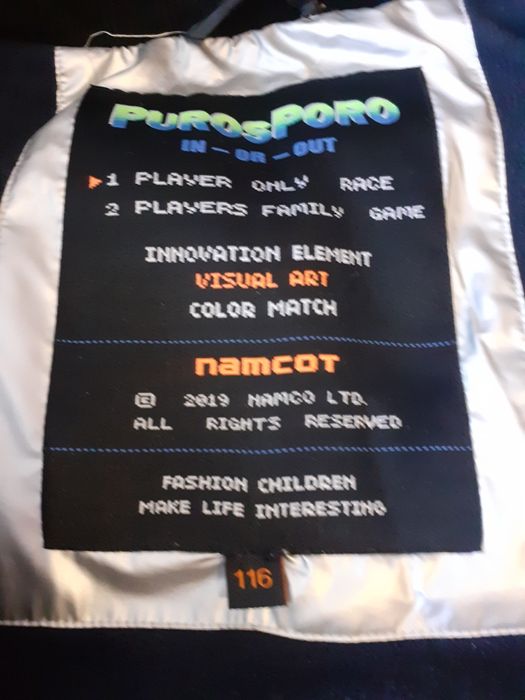 PUROSPORO
IN - OR - OUT
1 PLAYER ONLY RACE
2 PLAYERS FAMILY GAME
INNOVATION ELEMENT
VISUAL ART
COLOR MATCH
namcot
© 2019 NAMCO LTD.
ALL RIGHTS RESERVED
FASHION CHILDREN
MAKE LIFE INTERESTING
116